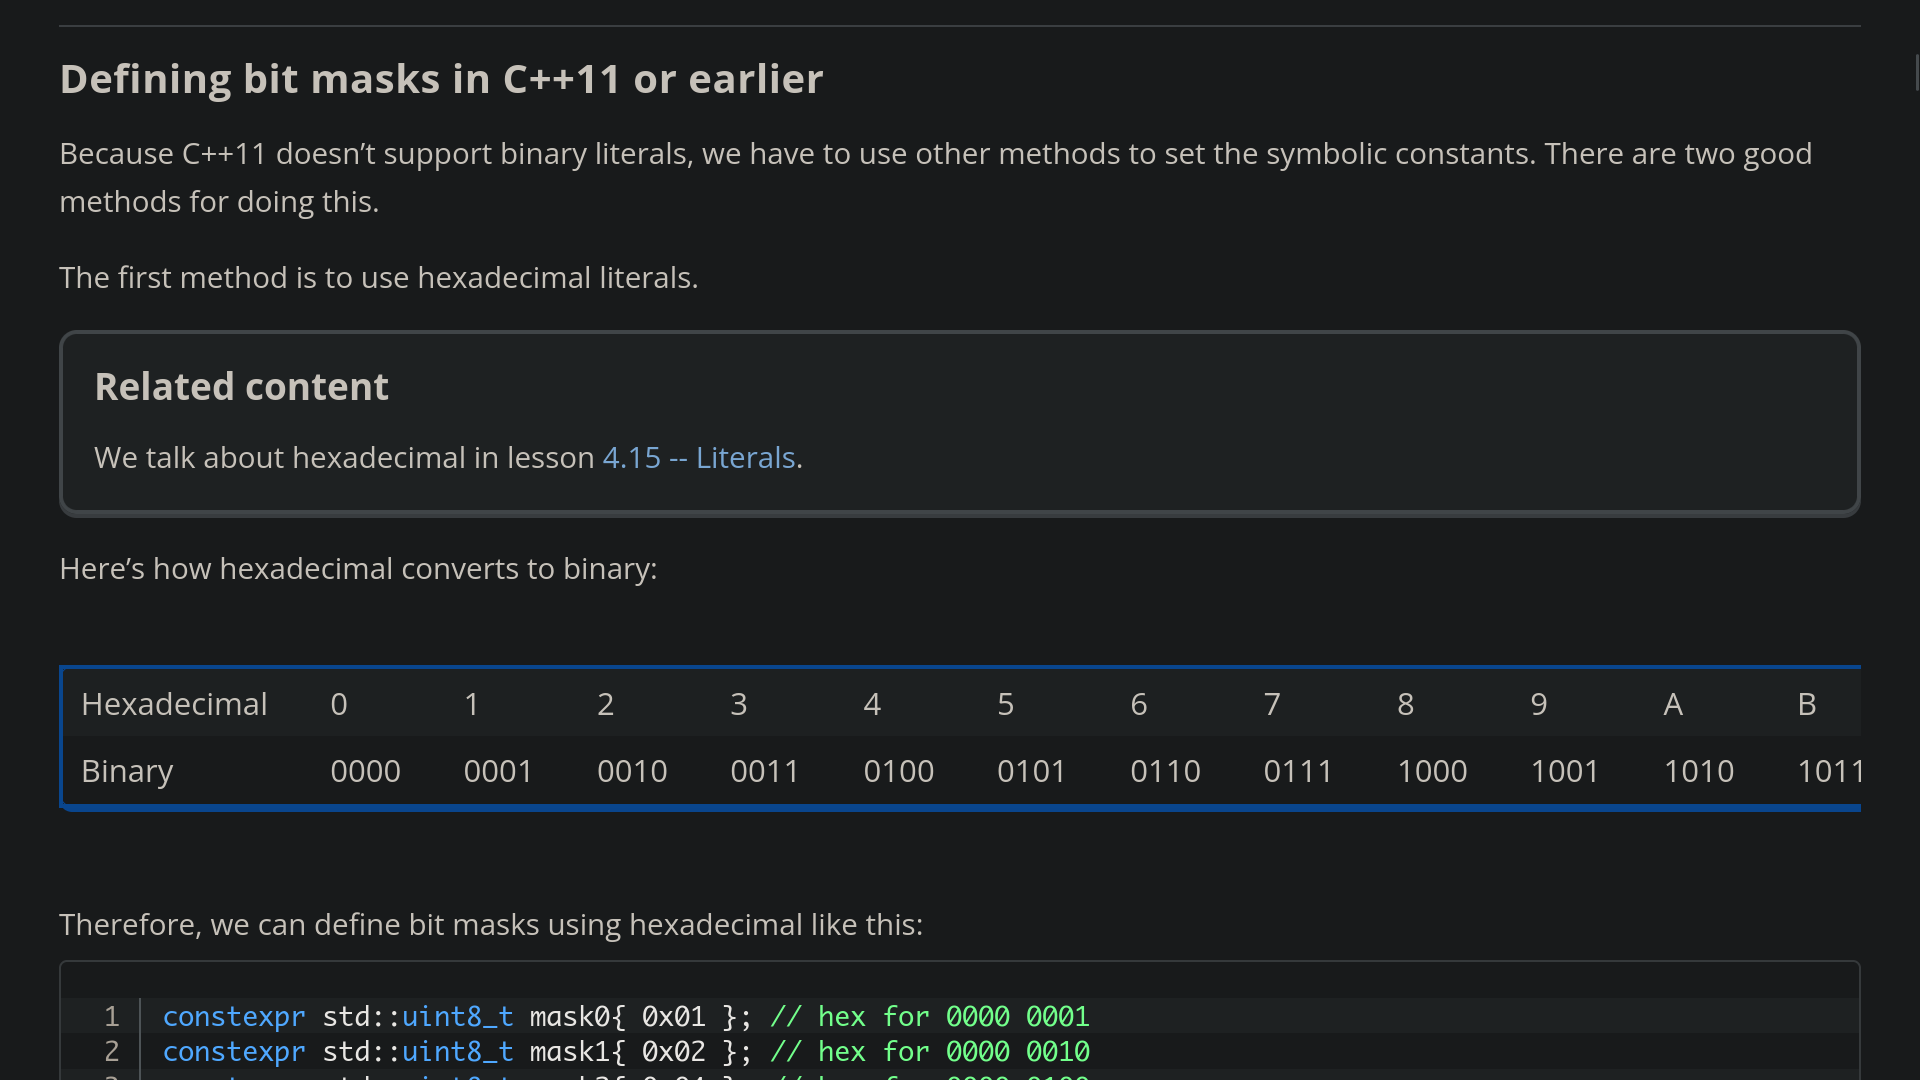 Defining bit masks in C++11 or earlier
Because C++11 doesn’t support binary literals, we have to use other methods to set the symbolic constants. There are two good
methods for doing this.
The first method is to use hexadecimal literals.
Related content
We talk about hexadecimal in lesson 4.15 -- Literals.
Here’s how hexadecimal converts to binary:
Hexadecimal 0 1 2 3 4 5 6 7 8 9 A B
Binary 0000 0001 0010 0011 0100 0101 0110 0111 1000 1001 1010 1011
Therefore, we can define bit masks using hexadecimal like this:
1 constexpr std::uint8_t mask0{ 0x01 }; // hex for 0000 0001
2 constexpr std::uint8_t mask1{ 0x02 }; // hex for 0000 0010